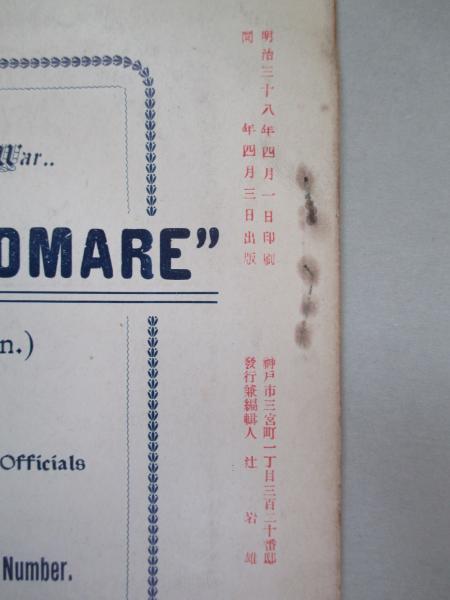 War..
OMARE”
n.)
Officials
Number.
明治三十八年四月一日印刷
同年四月三日出版
神戸市三宮町一丁目三百二十番邸
發行兼編輯人 辻岩雄